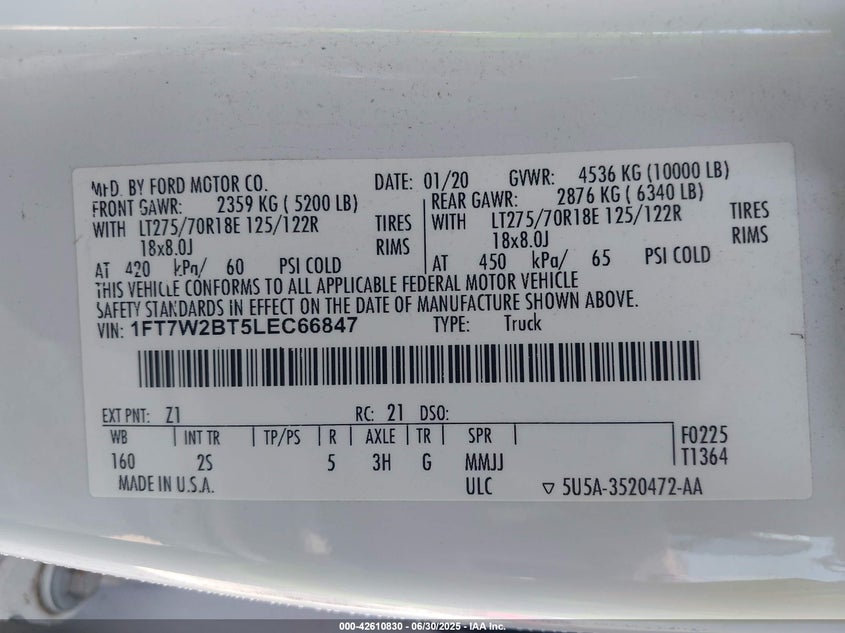 MFD. BY FORD MOTOR CO. DATE: 01/20 GVWR: 4536 KG (10000 LB)
FRONT GAWR: 2359 KG ( 5200 LB) REAR GAWR: 2876 KG ( 6340 LB)
WITH LT275/70R18E 125/122R TIRES WITH LT275/70R18E 125/122R TIRES
18x8.0J RIMS 18x8.0J RIMS
AT 420 kPa/ 60 PSI COLD AT 450 kPa/ 65 PSI COLD
THIS VEHICLE CONFORMS TO ALL APPLICABLE FEDERAL MOTOR VEHICLE
SAFETY STANDARDS IN EFFECT ON THE DATE OF MANUFACTURE SHOWN ABOVE.
VIN: 1FT7W2BT5LEC66847 TYPE: Truck
EXT PNT: Z1 RC: 21 DSO:
WB INT TR TP/PS R AXLE TR SPR F0225
160 2S 5 3H G MMJJ T1364
MADE IN U.S.A. ULC ▽ 5U5A-3520472-AA
000-42610830 - 06/30/2025 - IAA Inc.